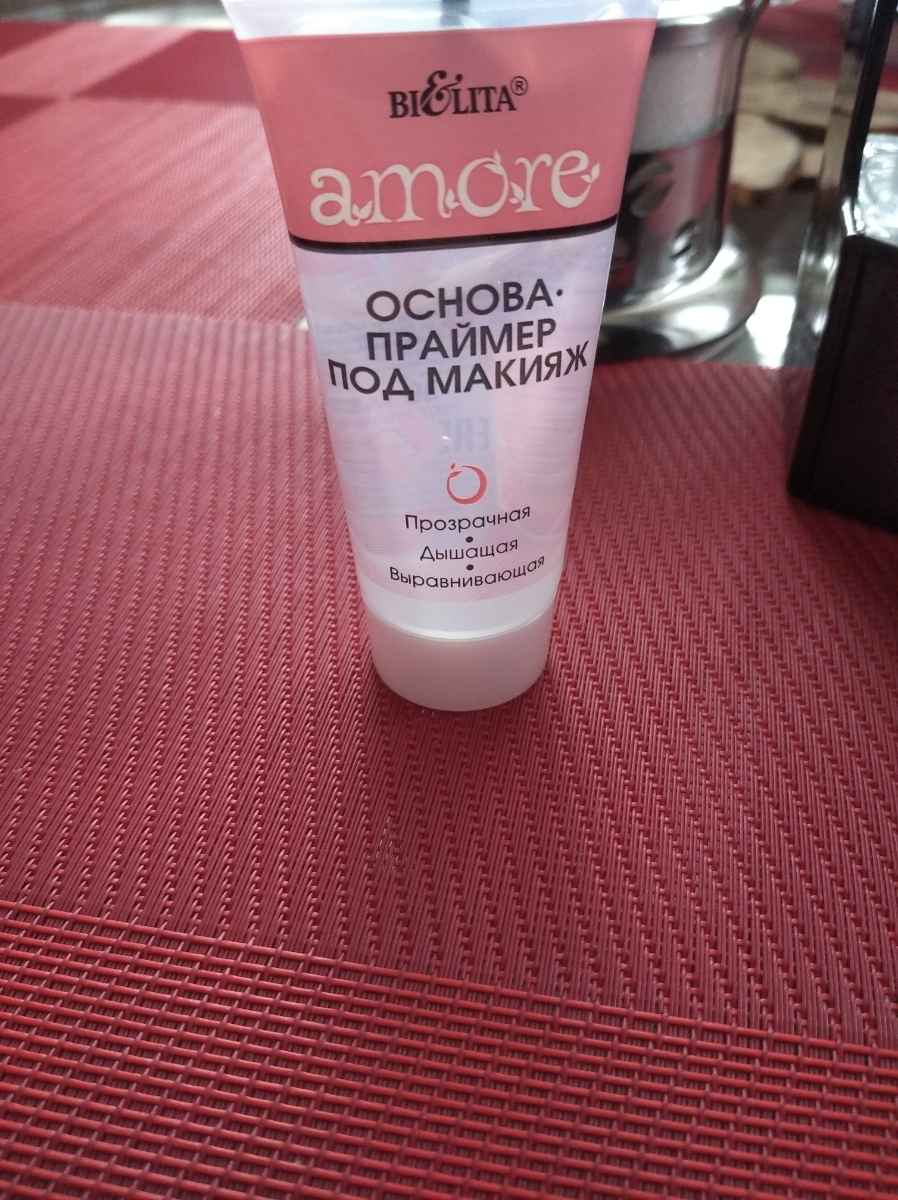 BIELITA®
amore
ОСНОВА·
ПРАЙМЕР
ПОД МАКИЯЖ
Прозрачная
•
Дышащая
•
Выравнивающая